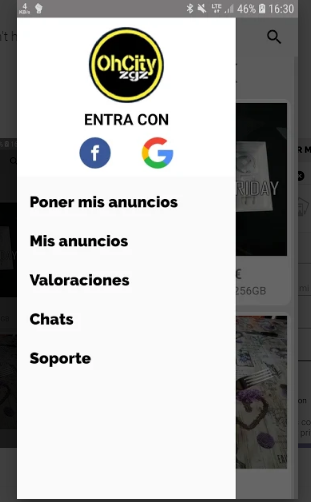 46% 16:30
OhCity
zgz
ENTRA CON
Poner mis anuncios
Mis anuncios
Valoraciones
Chats
Soporte
RIDAY
€
256GB